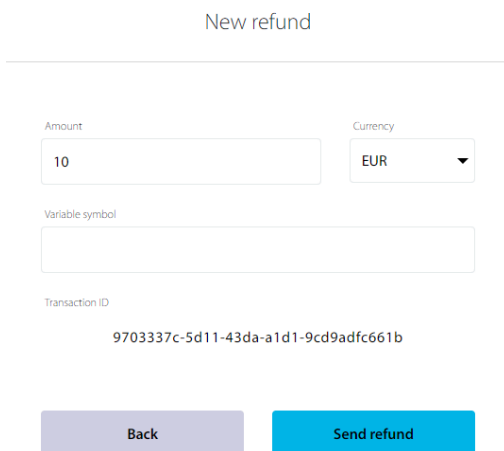 New refund
Amount
Currency
10
EUR
Variable symbol
Transaction ID
9703337c-5d11-43da-a1d1-9cd9adfc661b
Back
Send refund